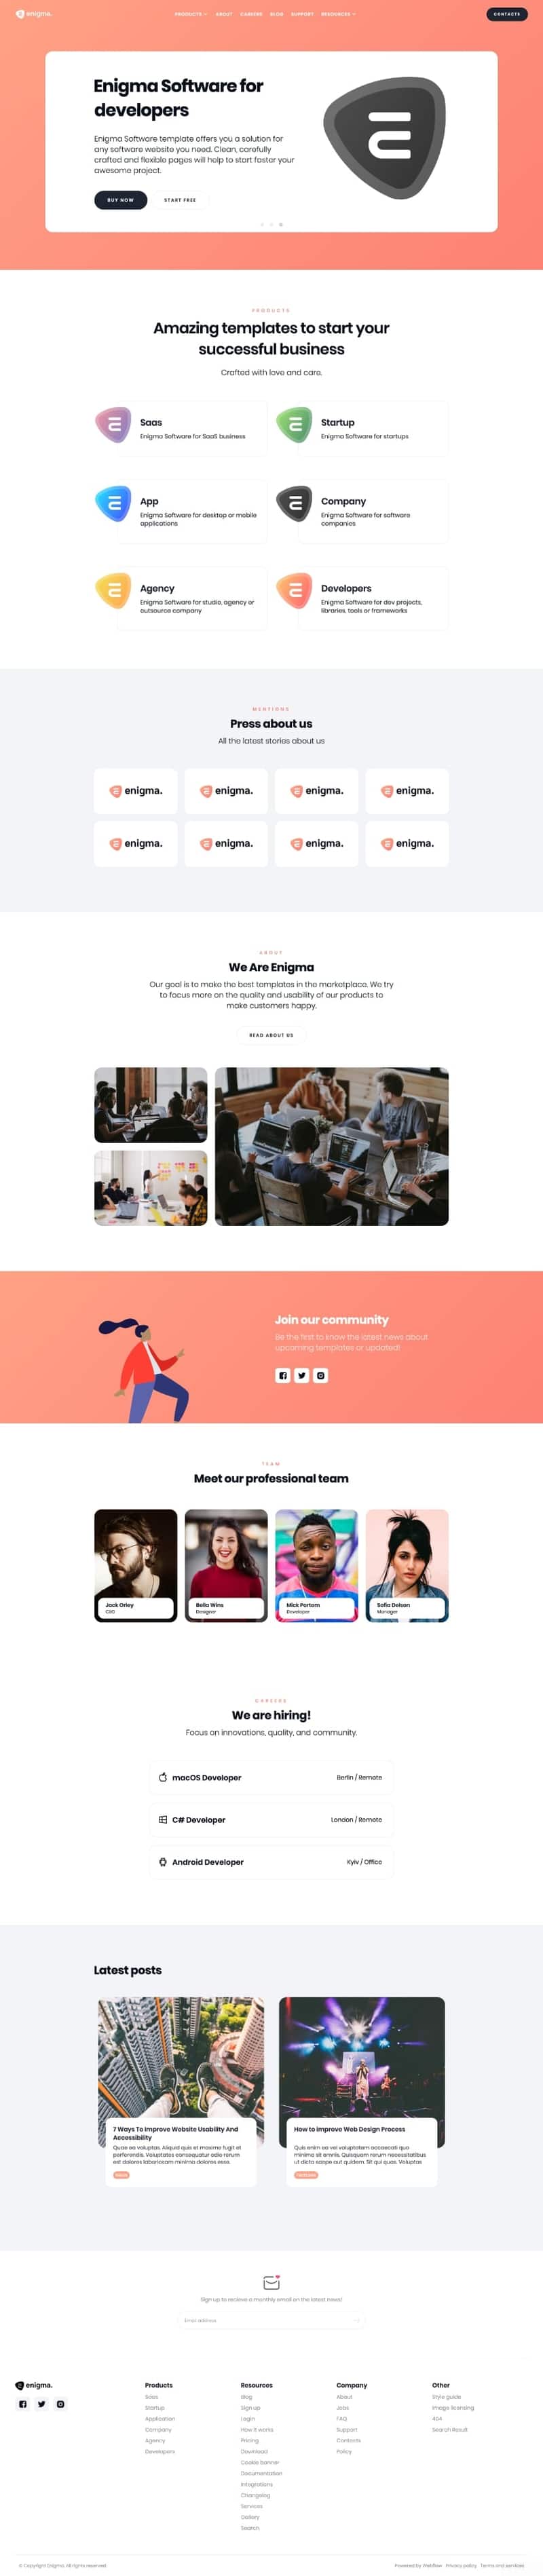 enigma.
PRODUCTS
ABOUT
CAREERS
BLOG
SUPPORT
RESOURCES
CONTACTS
Enigma Software for
developers
Enigma Software template offers you a solution for
any software website you need. Clean, carefully
crafted and flexible pages will help to start faster your
awesome project.
BUY NOW
START FREE
PRODUCTS
Amazing templates to start your
successful business
Crafted with love and care.
Saas
Enigma Software for SaaS business
Startup
Enigma Software for startups
App
Enigma Software for desktop or mobile
applications
Company
Enigma Software for software
companies
Agency
Enigma Software for studio, agency or
outsource company
Developers
Enigma Software for dev projects,
libraries, tools or frameworks
MENTIONS
Press about us
All the latest stories about us
enigma.
enigma.
enigma.
enigma.
enigma.
enigma.
enigma.
enigma.
ABOUT
We Are Enigma
Our goal is to make the best templates in the marketplace. We try
to focus more on the quality and usability of our products to
make customers happy.
READ ABOUT US
Join our community
Be the first to know the latest news about
upcoming templates or updated!
TEAM
Meet our professional team
Jack Orley
CEO
Bella Wins
Designer
Mick Portom
Developer
Sofia Delson
Manager
CAREERS
We are hiring!
Focus on innovations, quality, and community.
macOS Developer
Berlin / Remote
C# Developer
London / Remote
Android Developer
Kyiv / Office
Latest posts
7 Ways To Improve Website Usability And
Accessibility
Quasi ea voluptas. Aliquid quis et maxime fugit et
perferendis. Voluptates consequatur odio rerum
est dolores laboriosam minima dolores esse.
How to Improve Web Design Process
Quis enim ea vel voluptatem occaecati quo
minima sit omnis. Quisquam rerum necessitatibus
ut dicta saepe aut quidem. Sit qui quas. Voluptas
Sign up to recieve a monthly email on the latest news!
Email address
enigma.
Products
Saas
Startup
Application
Company
Agency
Developers
Resources
Blog
Sign up
Login
How it works
Pricing
Download
Cookie banner
Documentation
Integrations
Changelog
Services
Gallery
Search
Company
About
Jobs
FAQ
Support
Contacts
Policy
Other
Style guide
Image licensing
404
Search Result
© Copyright Enigma. All rights reserved.
Powered by Webflow
Privacy policy
Terms and services